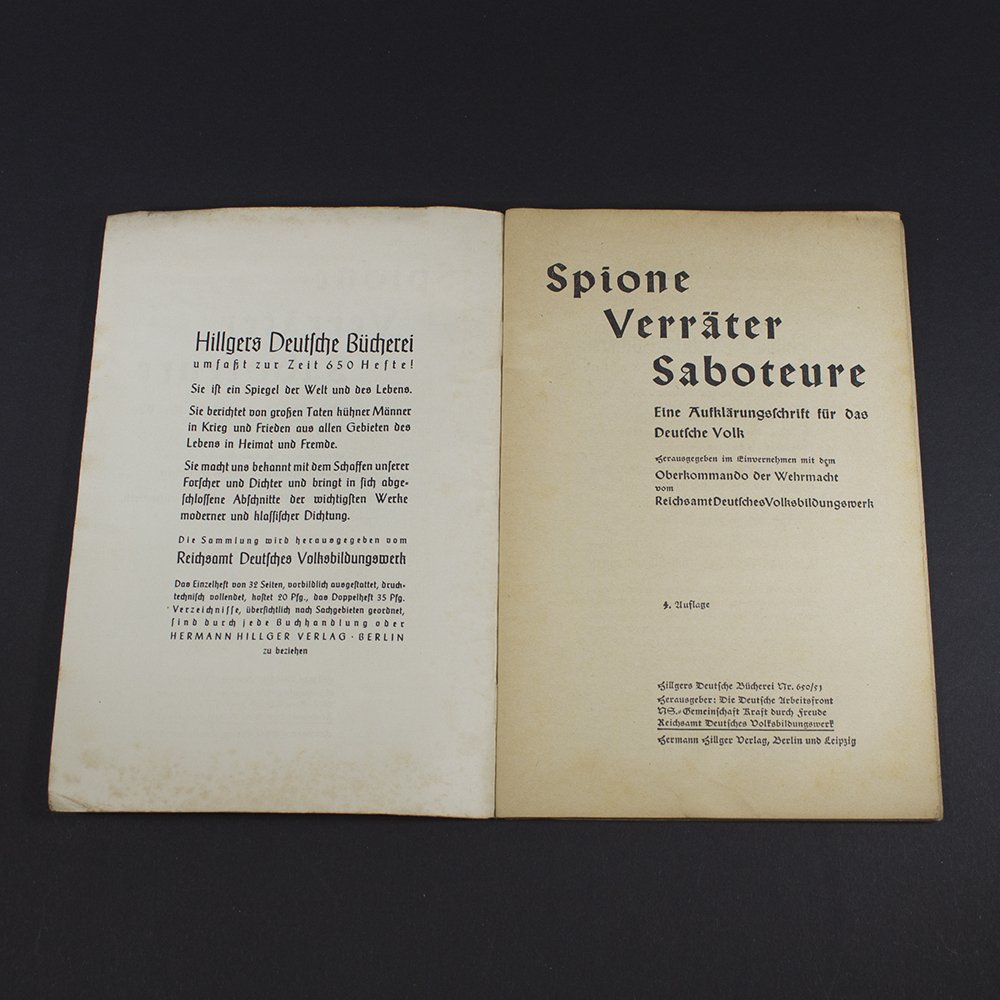 Hillgers Deutsche Bücherei
umfaßt zur Zeit 650 Hefte!
Sie ist ein Spiegel der Welt und des Lebens.
Sie berichtet von großen Taten kühner Männer
in Krieg und Frieden aus allen Gebieten des
Lebens in Heimat und Fremde.
Sie macht uns bekannt mit dem Schaffen unserer
Forscher und Dichter und bringt in sich abge-
schlossene Abschnitte der wichtigsten Werke
moderner und klassischer Dichtung.
Die Sammlung wird herausgegeben vom
Reichsamt Deutsches Volksbildungswerk
Das Einzelheft von 32 Seiten, vorbildlich ausgestattet, druck-
technisch vollendet, kostet 20 Pfg., das Doppelheft 35 Pfg.
Verzeichnisse, übersichtlich nach Sachgebieten geordnet,
sind durch jede Buchhandlung oder
HERMANN HILLGER VERLAG · BERLIN
zu beziehen
Spione
Verräter
Saboteure
Eine Aufklärungsschrift für das
Deutsche Volk
Herausgegeben im Einvernehmen mit dem
Oberkommando der Wehrmacht
vom
Reichsamt Deutsches Volksbildungswerk
4. Auflage
Hillgers Deutsche Bücherei Nr. 650/51
Herausgeber: Die Deutsche Arbeitsfront
NS.-Gemeinschaft Kraft durch Freude
Reichsamt Deutsches Volksbildungswerk
Hermann Hillger Verlag, Berlin und Leipzig